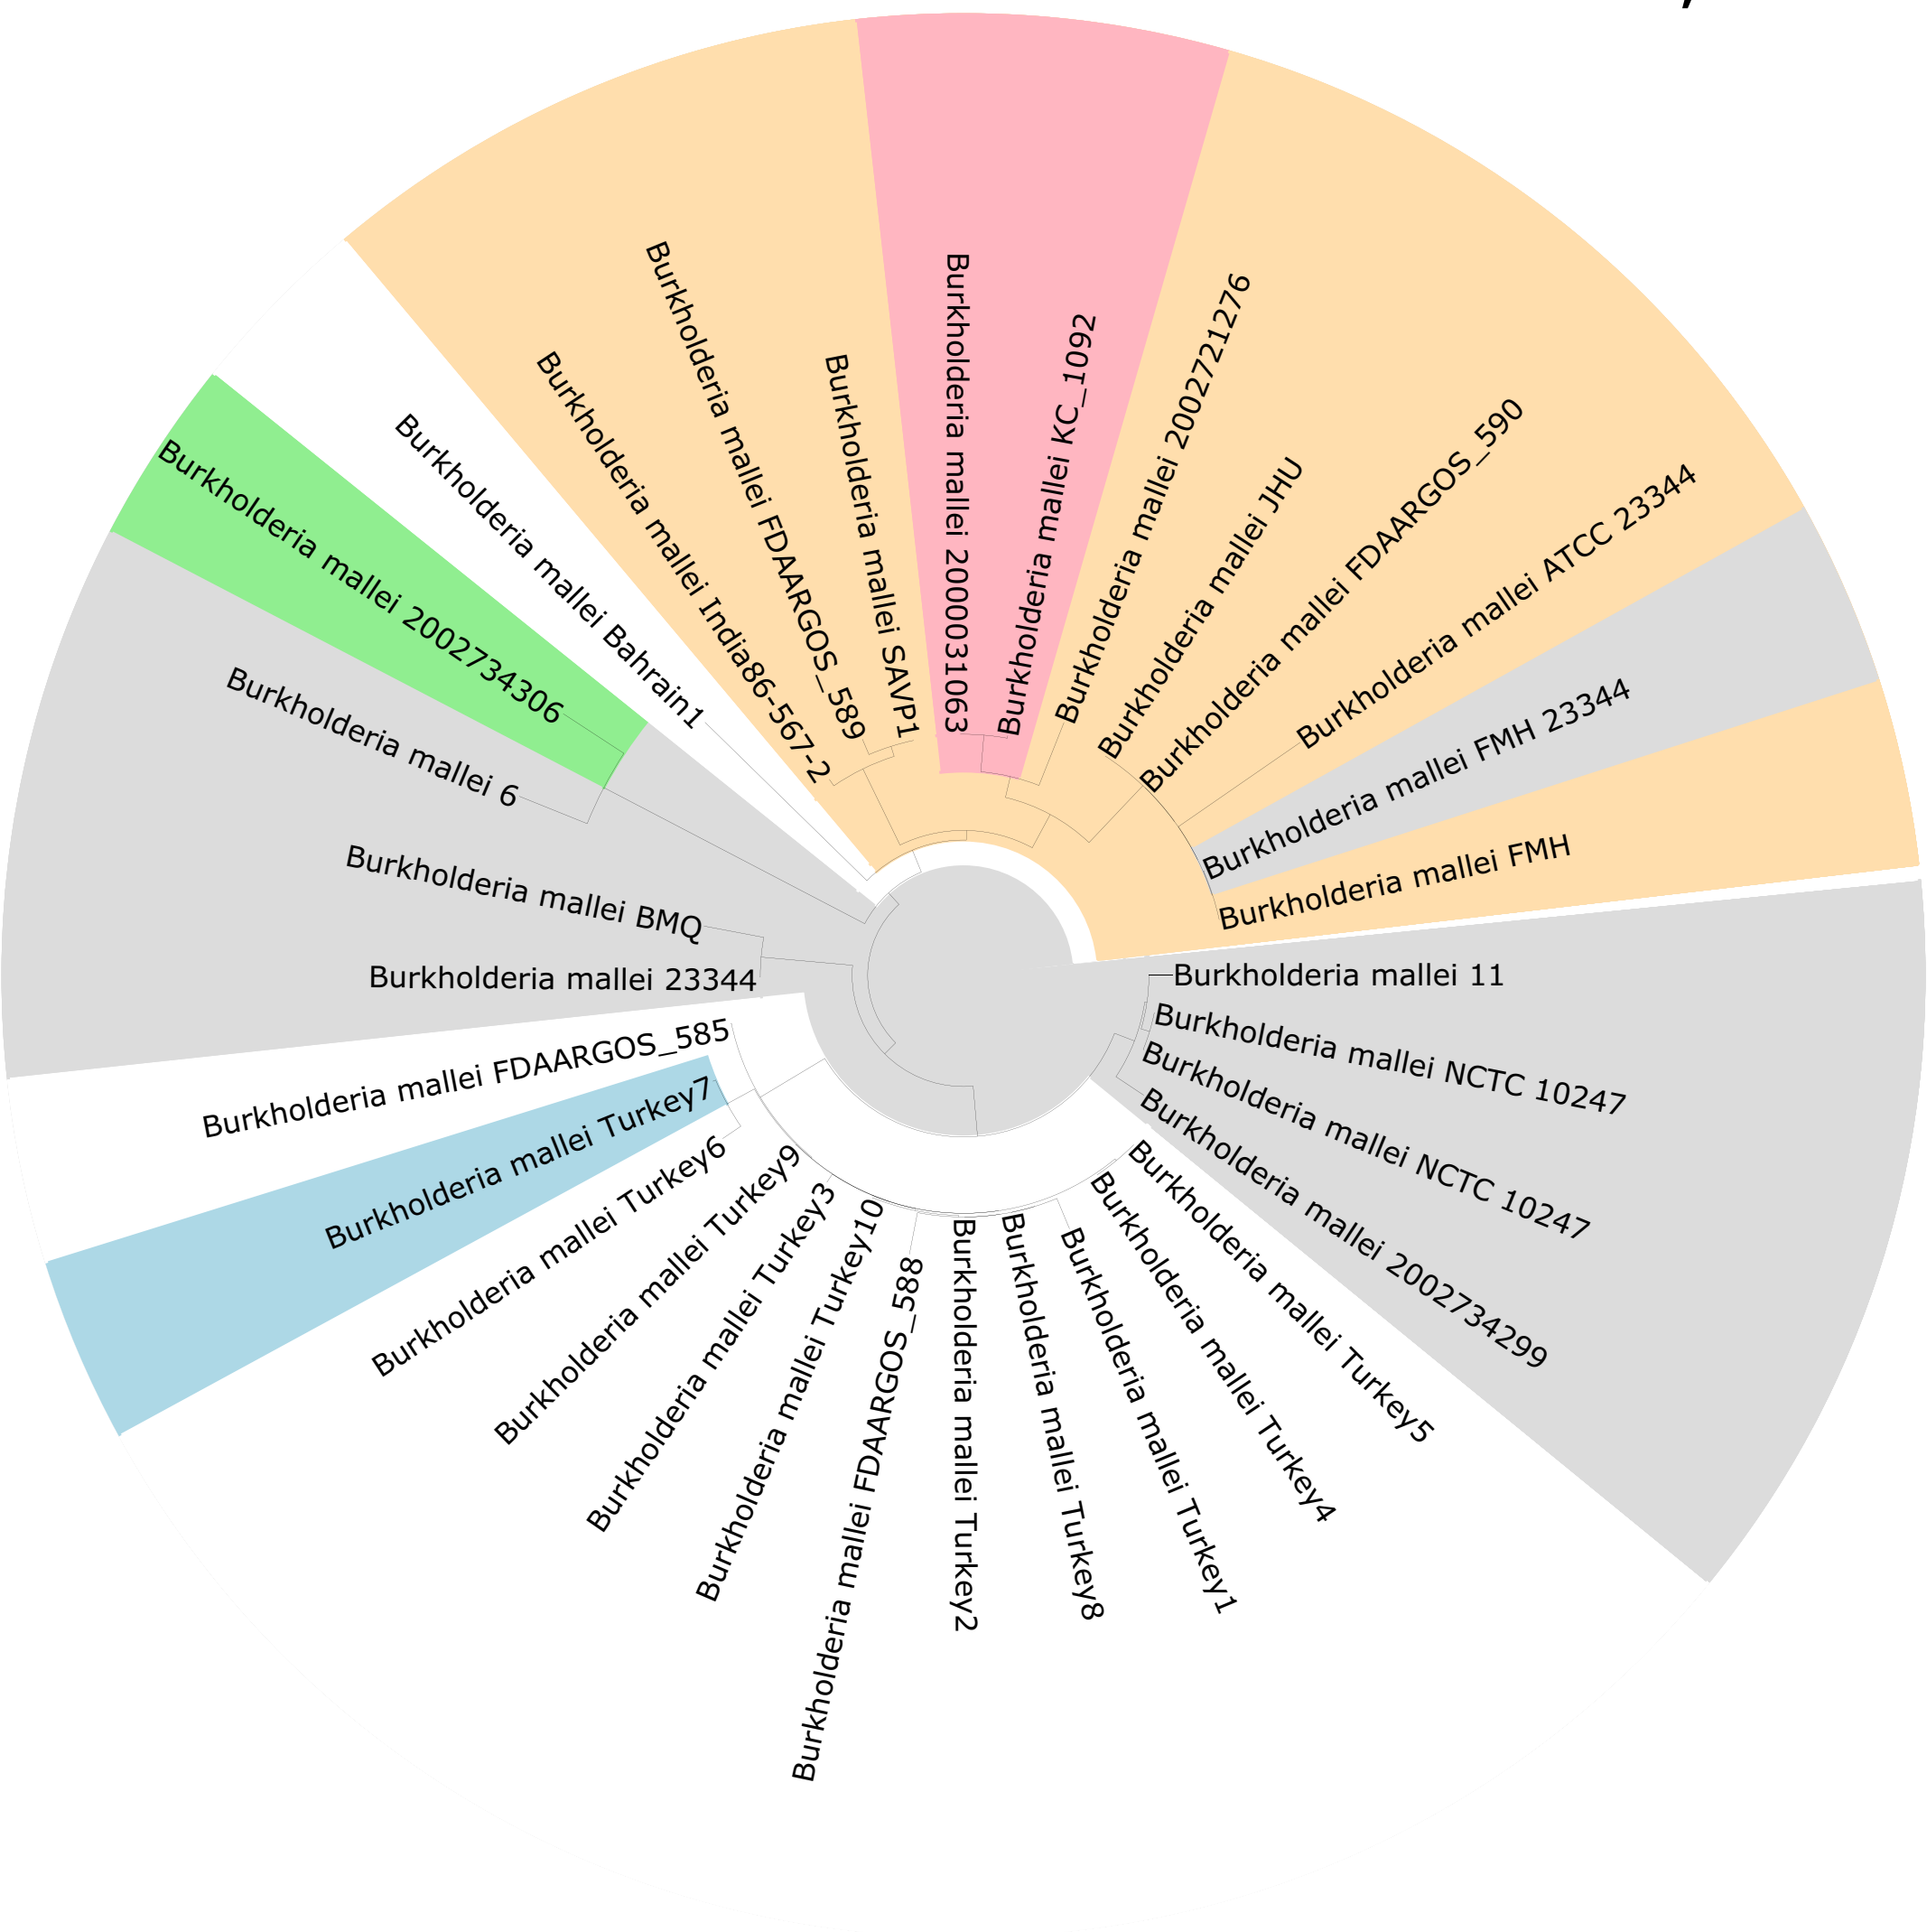 Burkholderia mallei 2000031063
Burkholderia mallei KC_1092
Burkholderia mallei 2002721276
Burkholderia mallei JHU
Burkholderia mallei FDAARGOS_590
Burkholderia mallei ATCC 23344
Burkholderia mallei FMH 23344
Burkholderia mallei FMH
Burkholderia mallei 11
Burkholderia mallei NCTC 10247
Burkholderia mallei NCTC 10247
Burkholderia mallei 2002734299
Burkholderia mallei Turkey5
Burkholderia mallei Turkey4
Burkholderia mallei Turkey1
Burkholderia mallei Turkey8
Burkholderia mallei Turkey2
Burkholderia mallei FDAARGOS_588
Burkholderia mallei Turkey10
Burkholderia mallei Turkey3
Burkholderia mallei Turkey9
Burkholderia mallei Turkey6
Burkholderia mallei Turkey7
Burkholderia mallei FDAARGOS_585
Burkholderia mallei 23344
Burkholderia mallei BMQ
Burkholderia mallei 6
Burkholderia mallei 2002734306
Burkholderia mallei Bahrain1
Burkholderia mallei India86-567-2
Burkholderia mallei FDAARGOS_589
Burkholderia mallei SAVP1